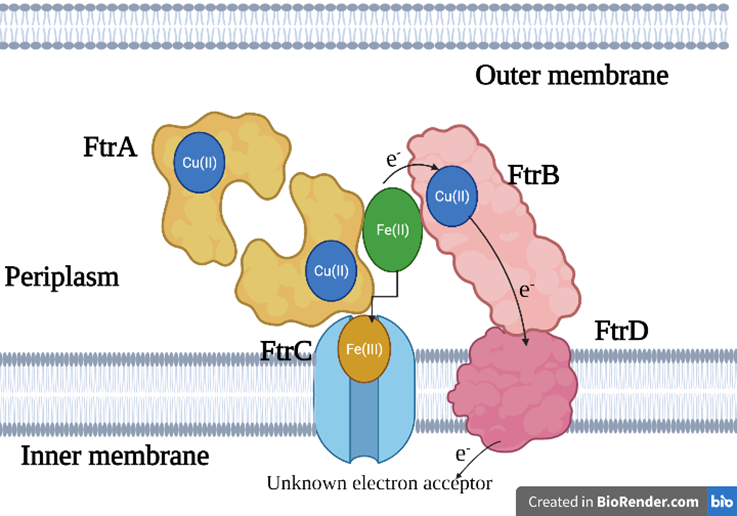 Outer membrane
FtrA
Cu(II)
e-
FtrB
Cu(II)
Fe(II)
Periplasm
Cu(II)
e-
FtrC
Fe(III)
FtrD
Inner membrane
e-
Unknown electron acceptor
Created in BioRender.com bio